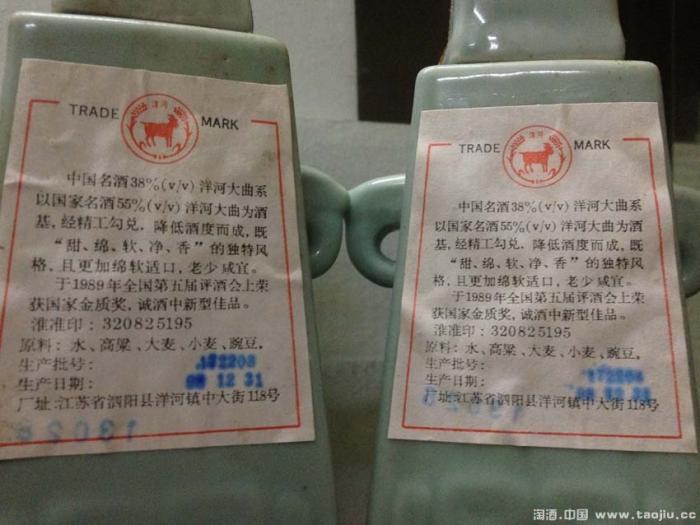 TRADE MARK
洋河
中国名酒38%(v/v)洋河大曲系
以国家名酒55%(v/v)洋河大曲为酒
基，经精工勾兑，降低酒度而成，既
“甜、绵、软、净、香”的独特风
格，且更加绵软适口，老少咸宜。
于1989年全国第五届评酒会上荣
获国家金质奖，诚酒中新型佳品。
淮准印：320825195
原料：水、高粱、大麦、小麦、豌豆，
生产批号：
生产日期：98 12 31
厂址：江苏省泗阳县洋河镇中大街118号
TRADE MARK
洋河
中国名酒38%(v/v)洋河大曲系
以国家名酒55%(v/v)洋河大曲为酒
基，经精工勾兑，降低酒度而成，既
“甜、绵、软、净、香”的独特风
格，且更加绵软适口，老少咸宜。
于1989年全国第五届评酒会上荣
获国家金质奖，诚酒中新型佳品。
淮准印：320825195
原料：水、高粱、大麦、小麦、豌豆，
生产批号：
生产日期：
厂址：江苏省泗阳县洋河镇中大街118号
淘酒.中国 www.taojiu.cc